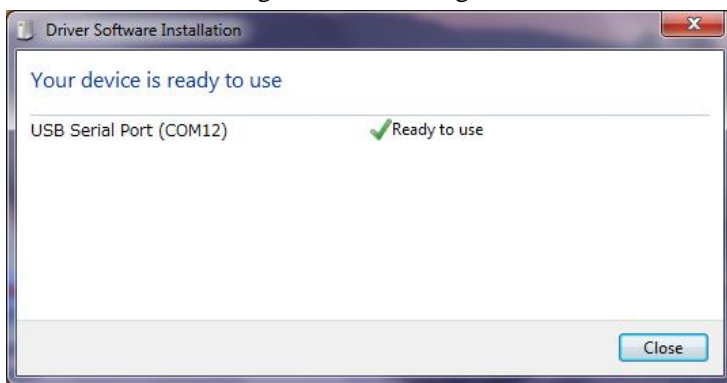 Driver Software Installation
Your device is ready to use
USB Serial Port (COM12)
Ready to use
Close